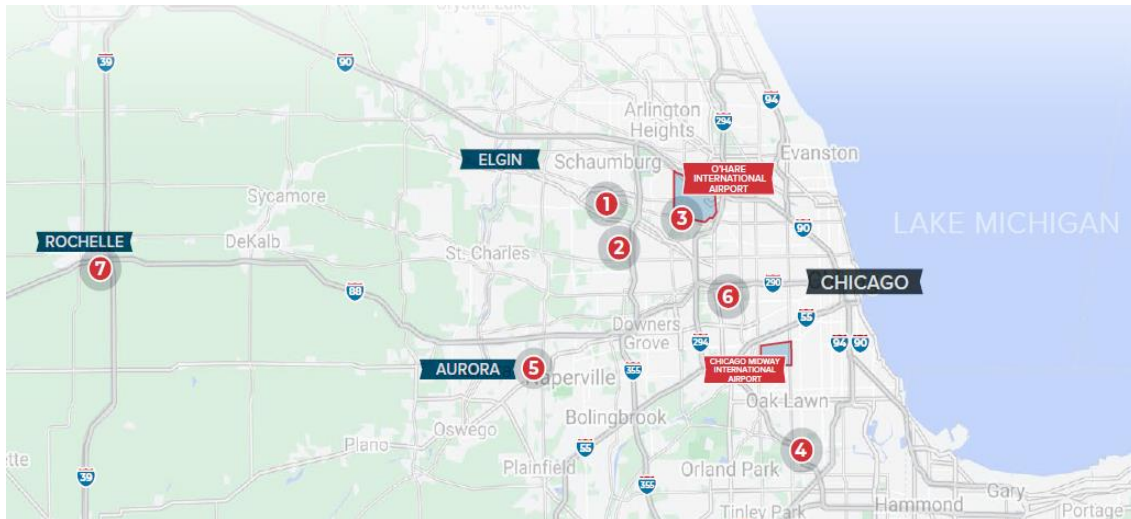 39
90
94
294
Arlington
Heights
Evanston
ELGIN
Schaumburg
O'HARE
INTERNATIONAL
AIRPORT
1
3
Sycamore
LAKE MICHIGAN
90
ROCHELLE
DeKalb
2
St. Charles
7
290
CHICAGO
88
6
55
Downers
Grove
294
94
90
AURORA
5
Naperville
355
CHICAGO MIDWAY
INTERNATIONAL
AIRPORT
Oak Lawn
Oswego
Bolingbrook
Plano
55
4
39
Plainfield
355
Orland Park
Gary
Hammond
Portage
Tinley Park